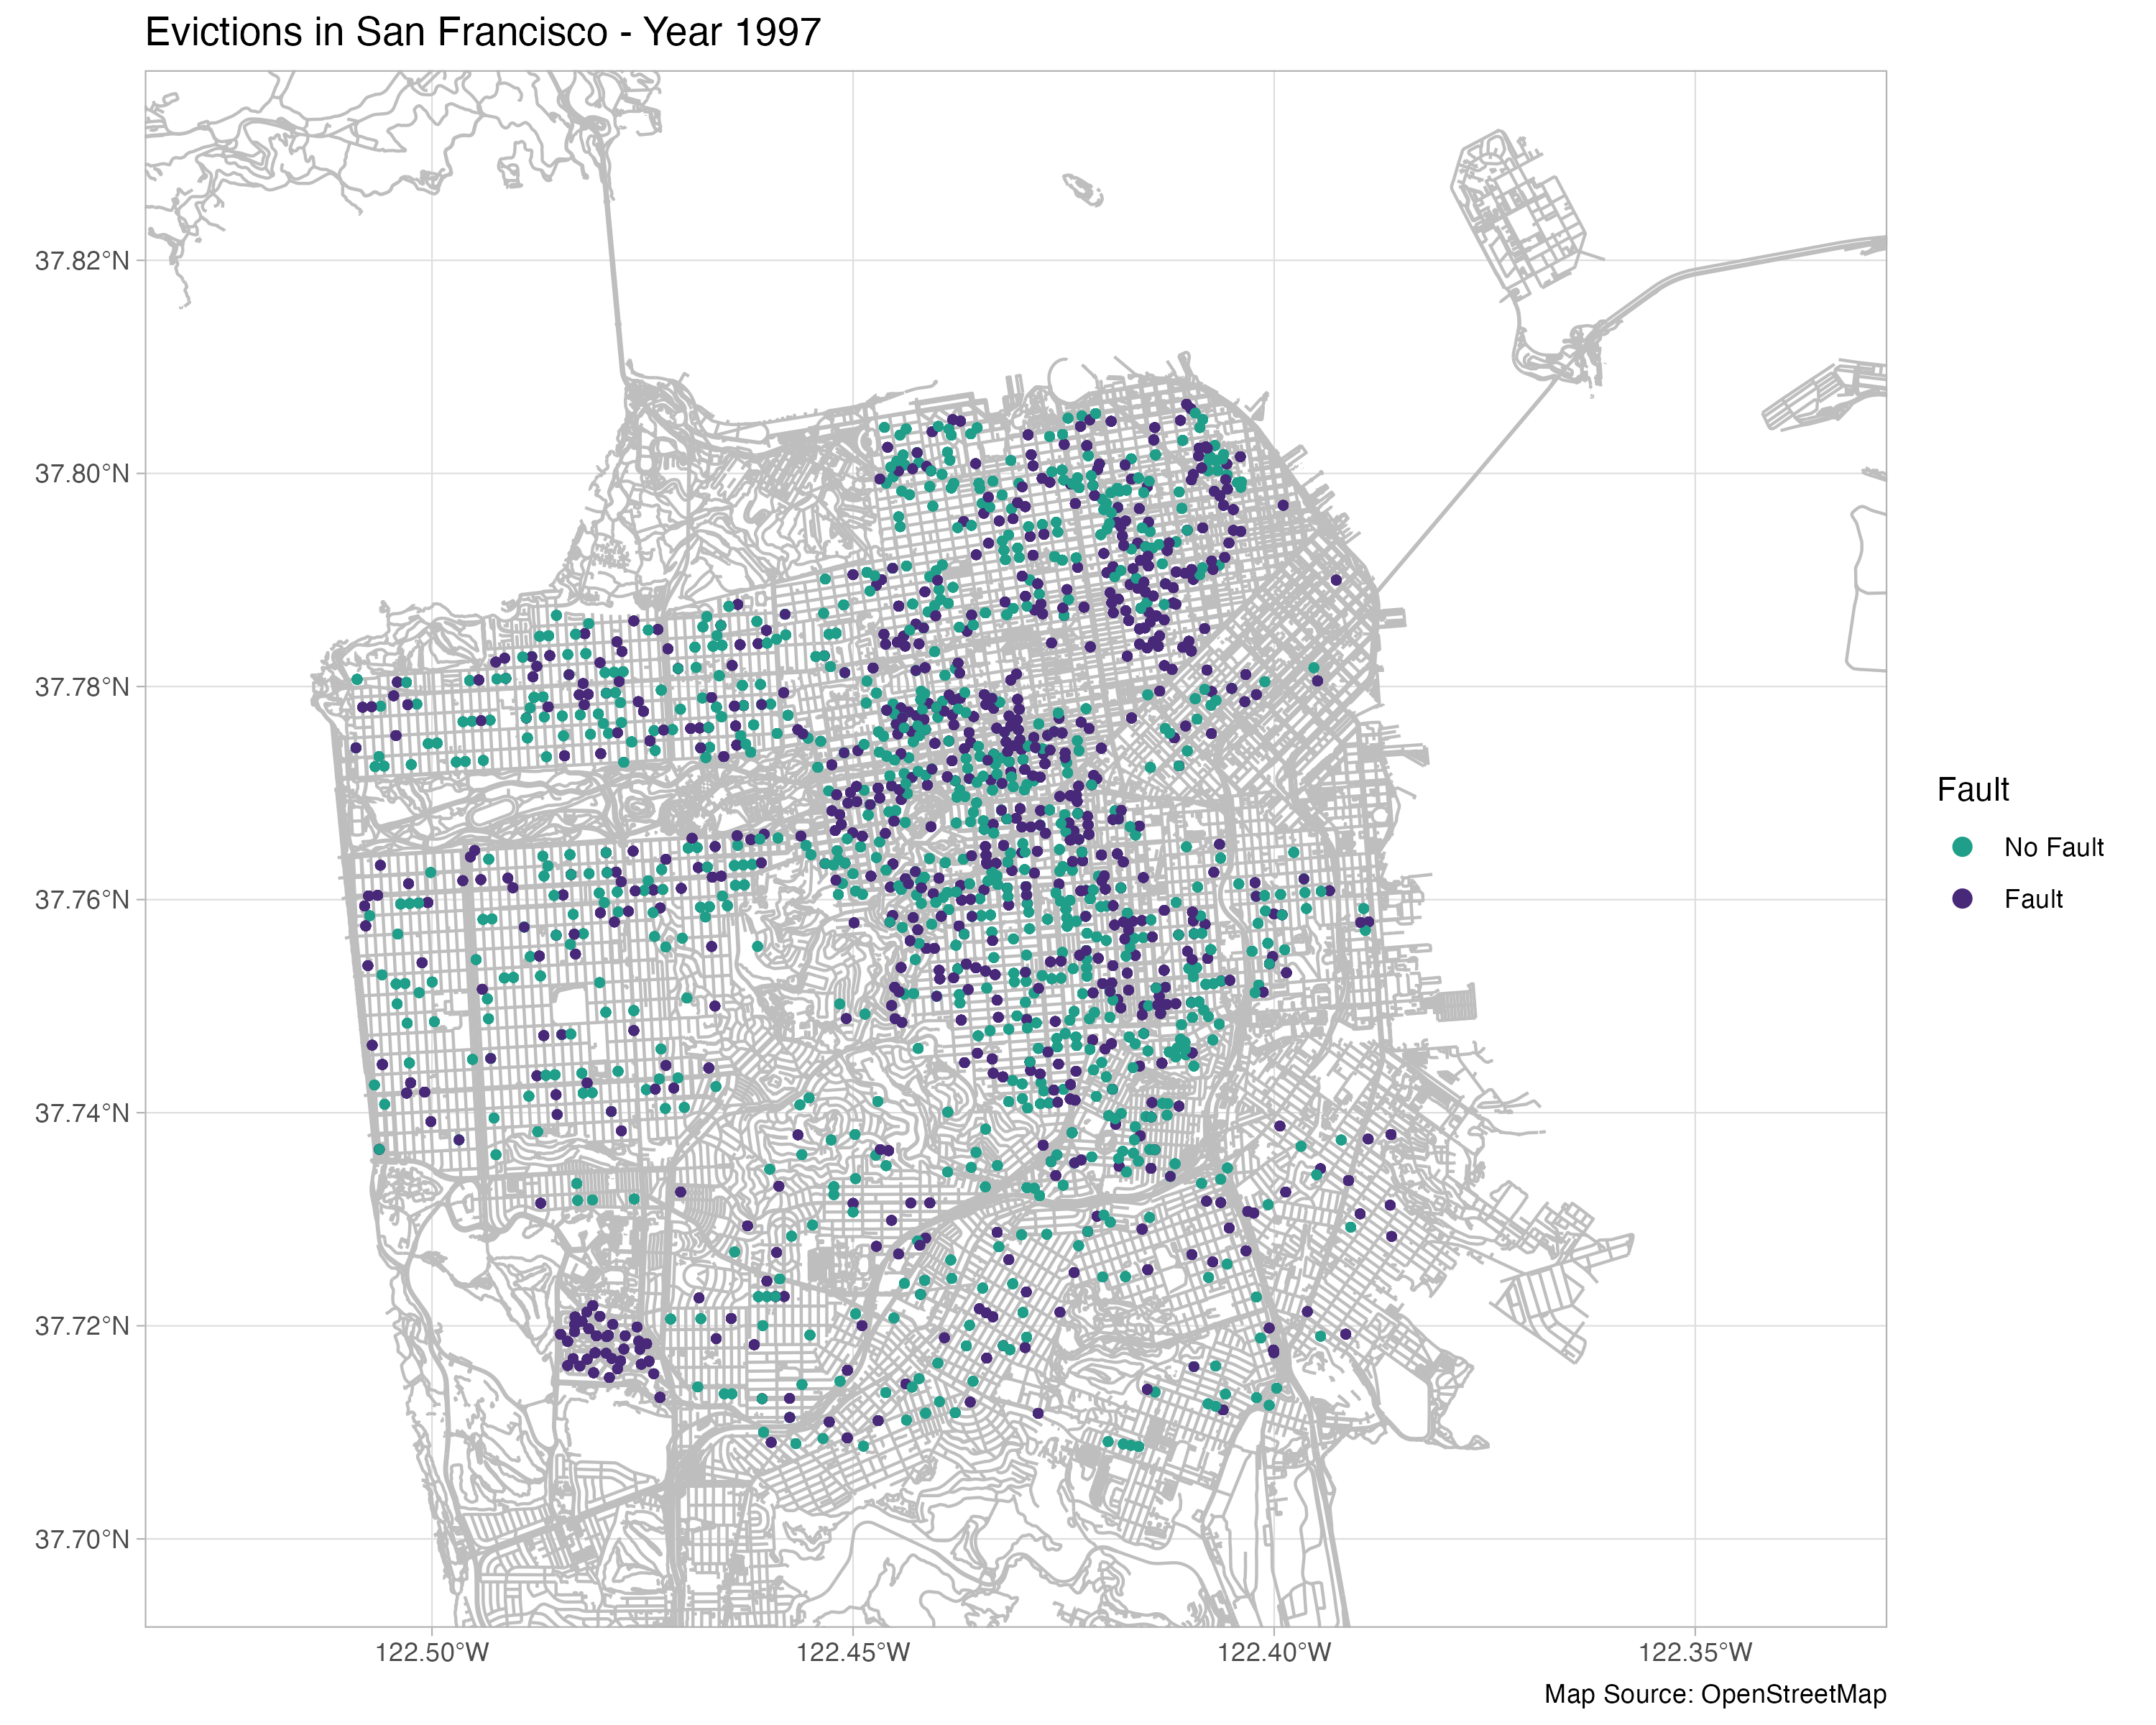 Evictions in San Francisco - Year 1997
37.82°N
37.80°N
37.78°N
37.76°N
37.74°N
37.72°N
37.70°N
122.50°W
122.45°W
122.40°W
122.35°W
Fault
No Fault
Fault
Map Source: OpenStreetMap